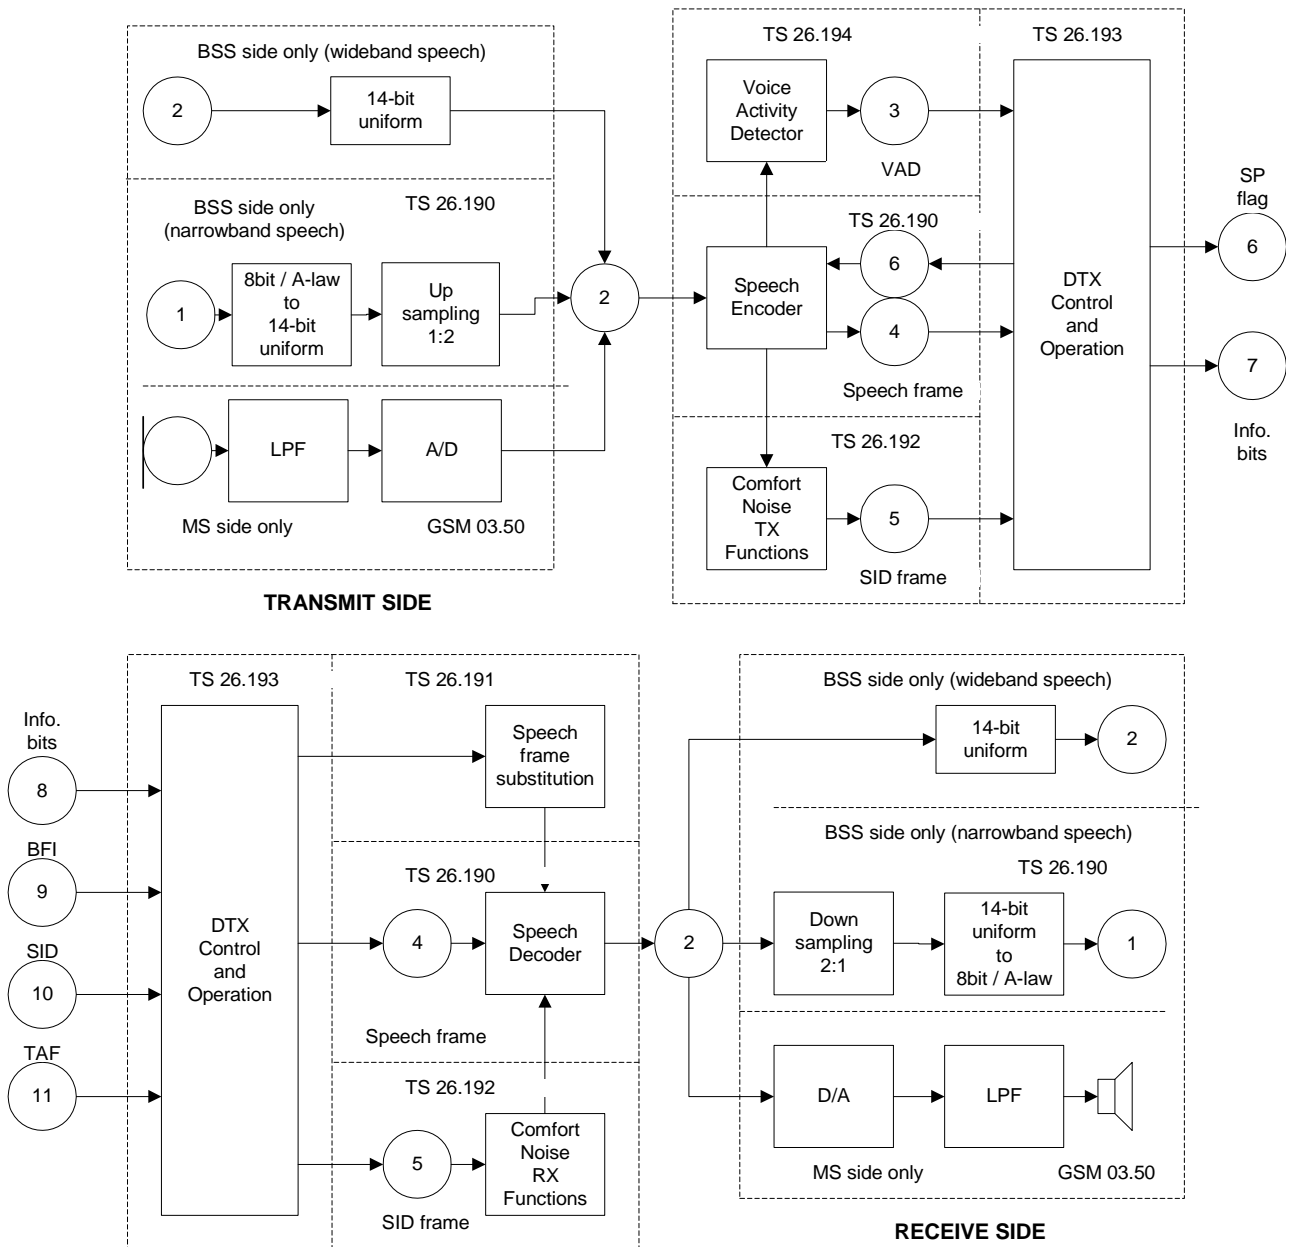 BSS side only (wideband speech)
2
14-bit
uniform
BSS side only
(narrowband speech)
TS 26.190
1
8bit / A-law
to
14-bit
uniform
Up
sampling
1:2
2
LPF
A/D
MS side only
GSM 03.50
TRANSMIT SIDE
TS 26.194
TS 26.193
Voice
Activity
Detector
3
VAD
TS 26.190
Speech
Encoder
6
4
Speech frame
TS 26.192
Comfort
Noise
TX
Functions
5
SID frame
DTX
Control
and
Operation
SP
flag
6
7
Info.
bits
TS 26.193
TS 26.191
Info.
bits
8
BFI
9
SID
10
TAF
11
DTX
Control
and
Operation
Speech
frame
substitution
TS 26.190
4
Speech
Decoder
Speech frame
TS 26.192
5
Comfort
Noise
RX
Functions
SID frame
2
BSS side only (wideband speech)
14-bit
uniform
2
BSS side only (narrowband speech)
TS 26.190
Down
sampling
2:1
14-bit
uniform
to
8bit / A-law
1
D/A
LPF
MS side only
GSM 03.50
RECEIVE SIDE